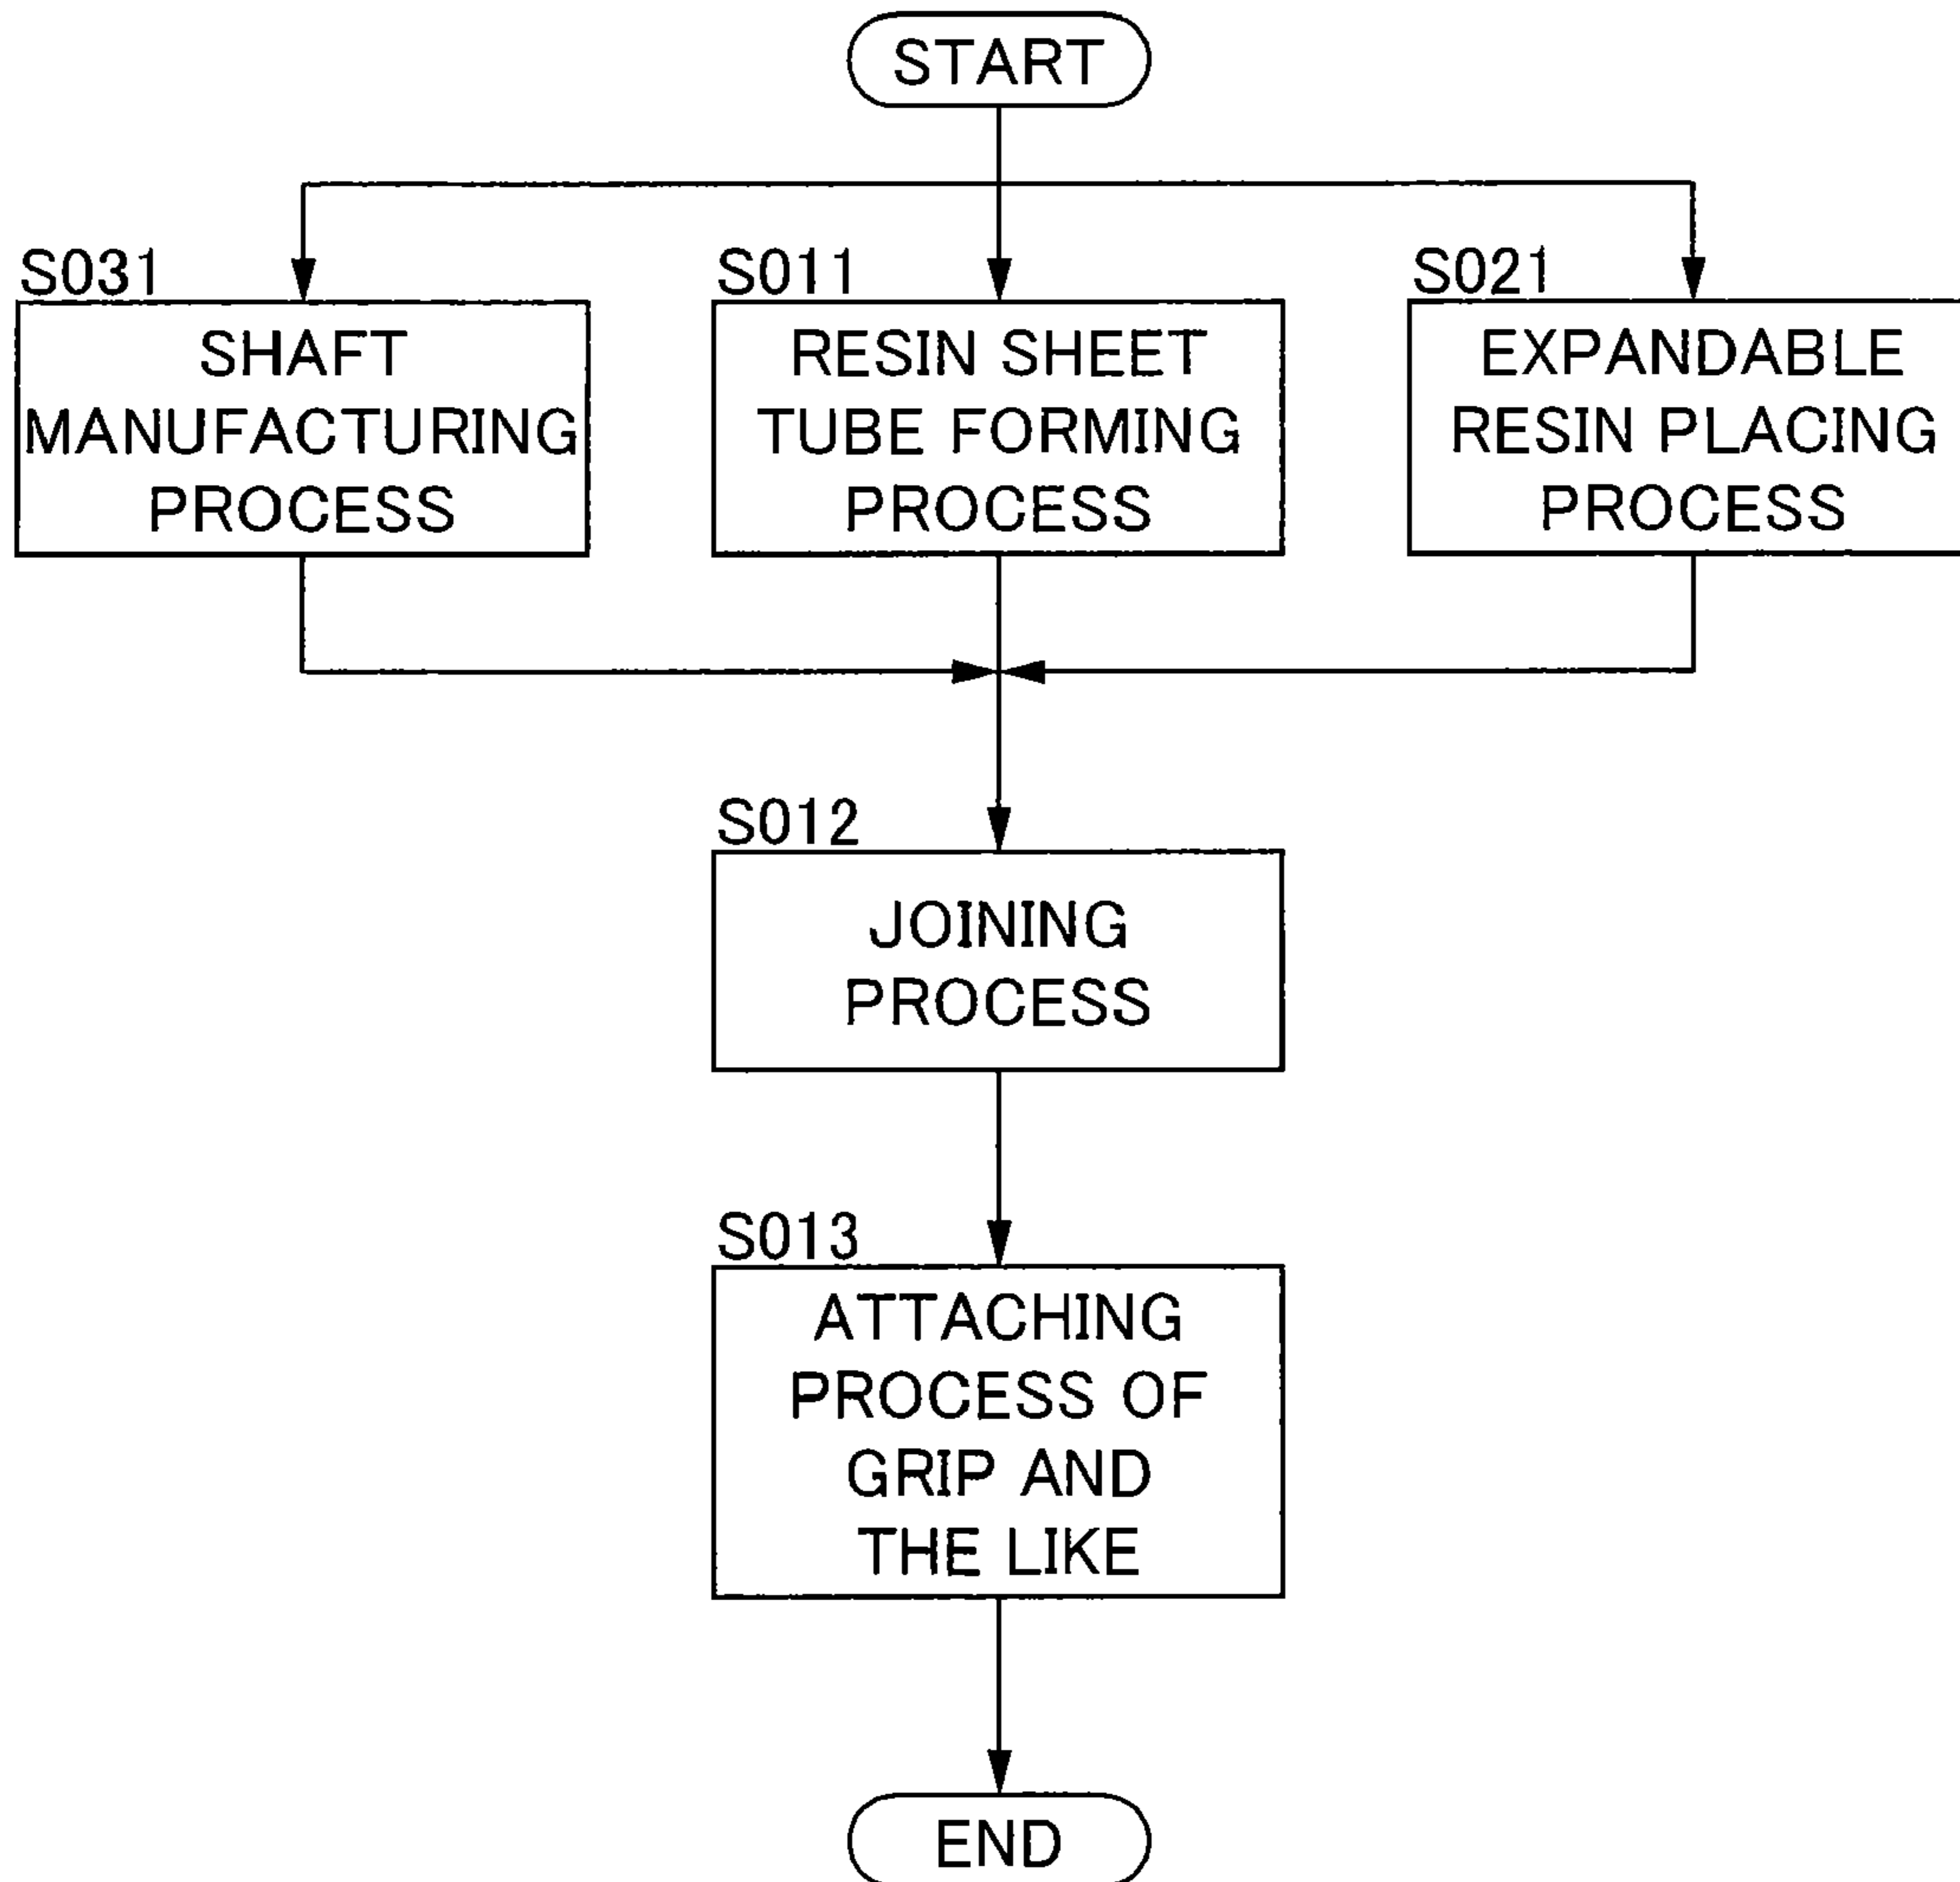 START
S031
SHAFT
MANUFACTURING
PROCESS
S011
RESIN SHEET
TUBE FORMING
PROCESS
S021
EXPANDABLE
RESIN PLACING
PROCESS
S012
JOINING
PROCESS
S013
ATTACHING
PROCESS OF
GRIP AND
THE LIKE
END